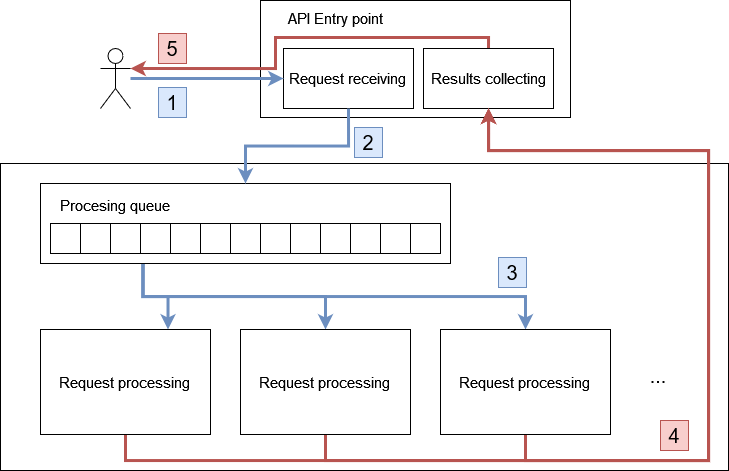 API Entry point
5
Request receiving
Results collecting
1
2
Procesing queue
3
Request processing
Request processing
Request processing
...
4